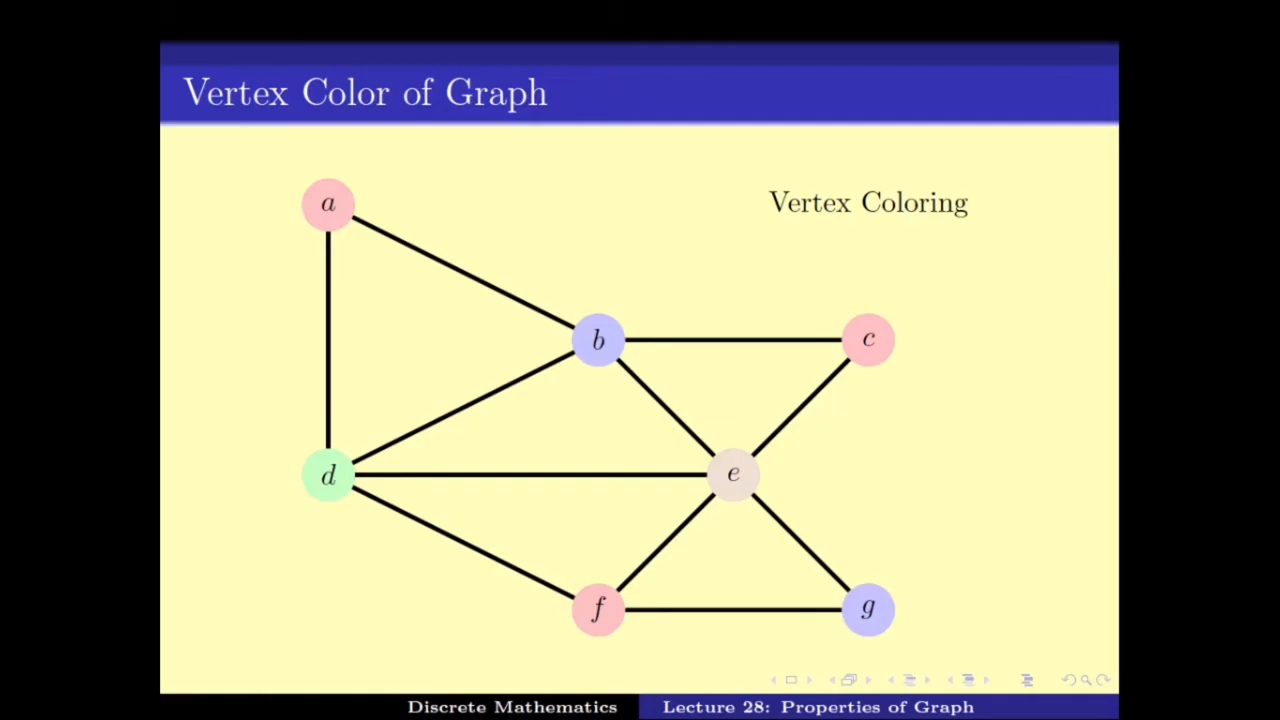 Vertex Color of Graph
a
Vertex Coloring
b
c
d
e
f
g
Discrete Mathematics
Lecture 28: Properties of Graph